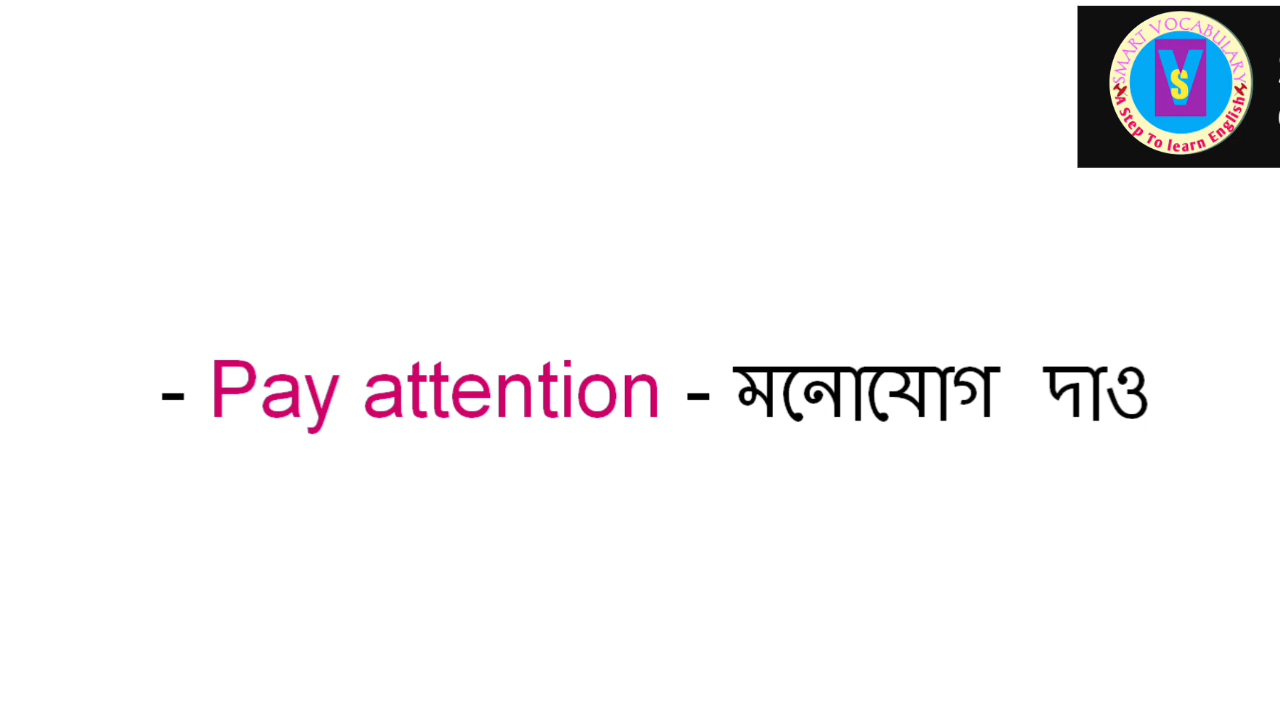 SMART VOCABULARY
VS
A Step To learn English
- Pay attention - মনোযোগ দাও